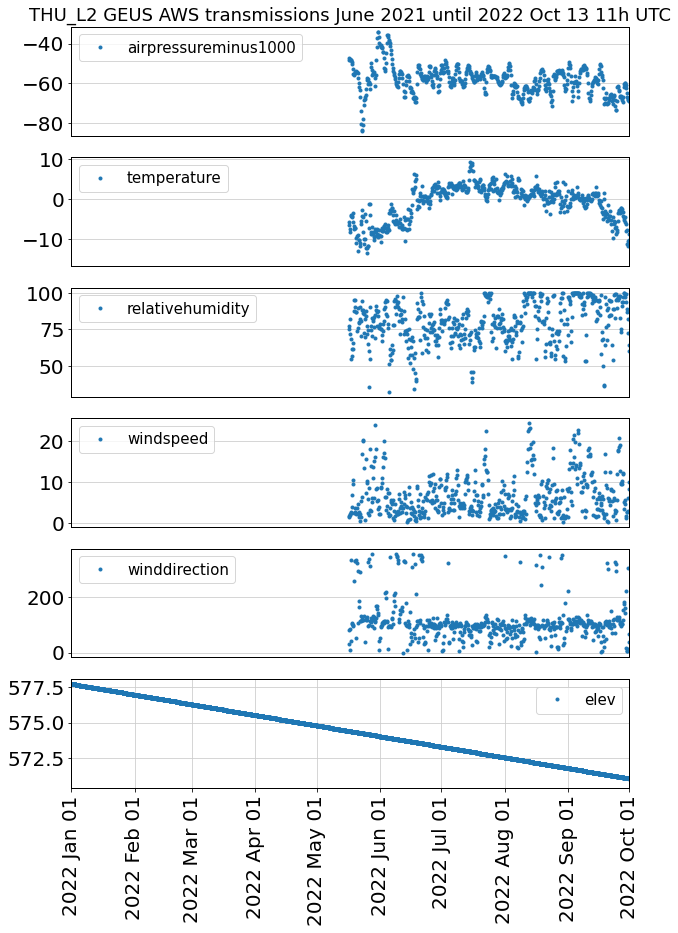 THU_L2 GEUS AWS transmissions June 2021 until 2022 Oct 13 11h UTC
−40
−60
−80
airpressureminus1000
10
0
−10
temperature
100
75
50
relativehumidity
20
10
0
windspeed
200
0
winddirection
577.5
575.0
572.5
elev
2022 Jan 01
2022 Feb 01
2022 Mar 01
2022 Apr 01
2022 May 01
2022 Jun 01
2022 Jul 01
2022 Aug 01
2022 Sep 01
2022 Oct 01